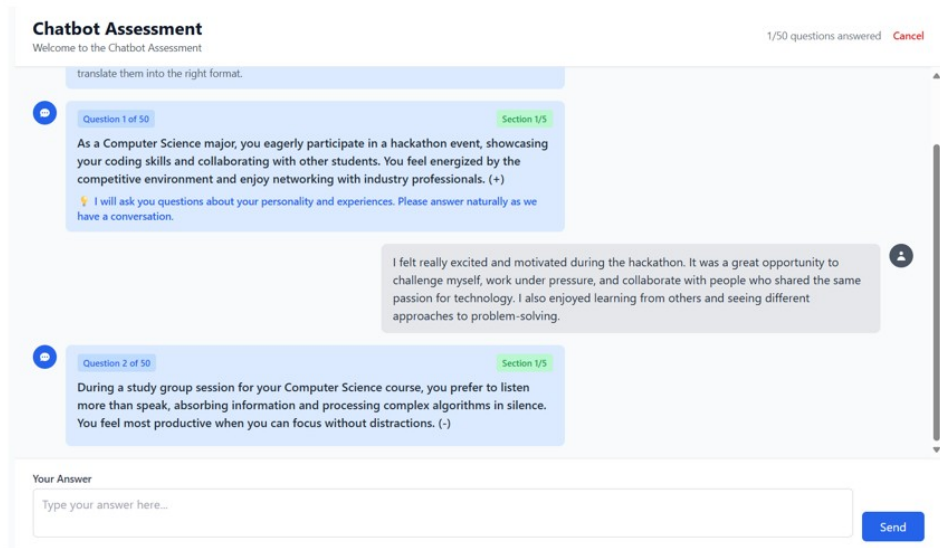 Chatbot Assessment
Welcome to the Chatbot Assessment
1/50 questions answered Cancel
translate them into the right format.
Question 1 of 50 Section 1/5
As a Computer Science major, you eagerly participate in a hackathon event, showcasing
your coding skills and collaborating with other students. You feel energized by the
competitive environment and enjoy networking with industry professionals. (+)
💡 I will ask you questions about your personality and experiences. Please answer naturally as we
have a conversation.
I felt really excited and motivated during the hackathon. It was a great opportunity to
challenge myself, work under pressure, and collaborate with people who shared the same
passion for technology. I also enjoyed learning from others and seeing different
approaches to problem-solving.
Question 2 of 50 Section 1/5
During a study group session for your Computer Science course, you prefer to listen
more than speak, absorbing information and processing complex algorithms in silence.
You feel most productive when you can focus without distractions. (-)
Your Answer
Type your answer here...
Send